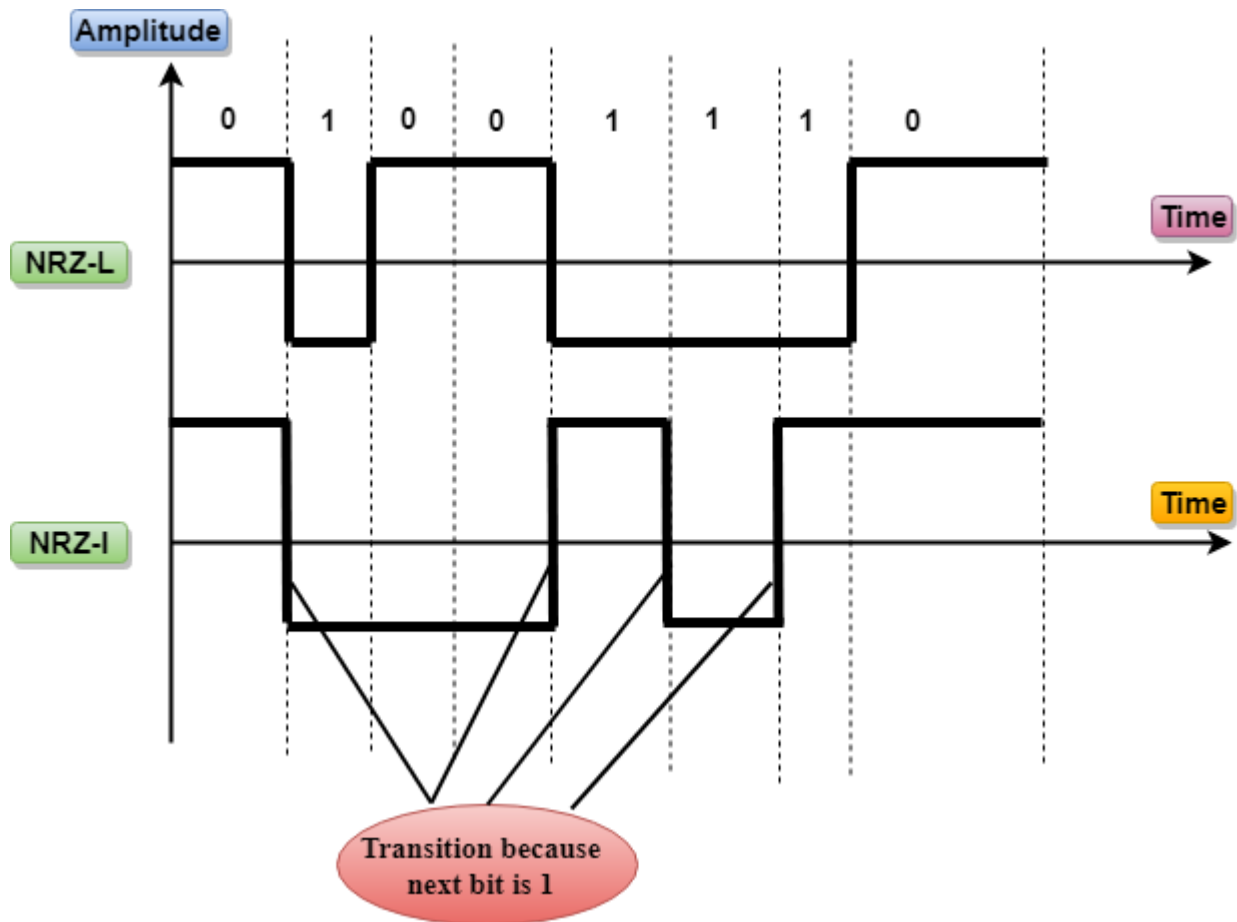 Amplitude
0 1 0 0 1 1 1 0
Time
NRZ-L
Time
NRZ-I
Transition because
next bit is 1